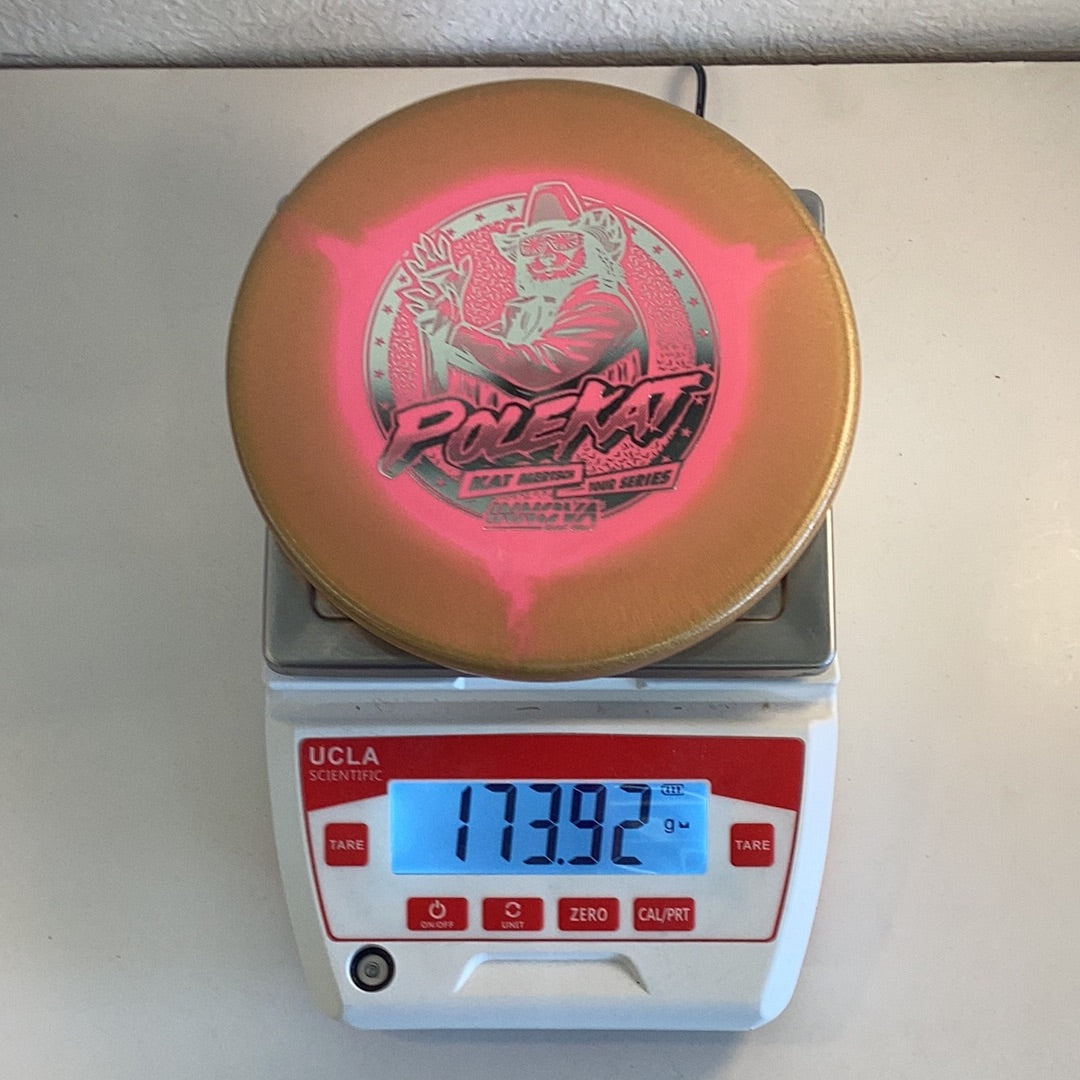 POLEKAT
KAT MERTSCH TOUR SERIES
INNOVA
UCLA
SCIENTIFIC
173.92 g
TARE
TARE
ON/OFF
UNIT
ZERO
CAL/PRT